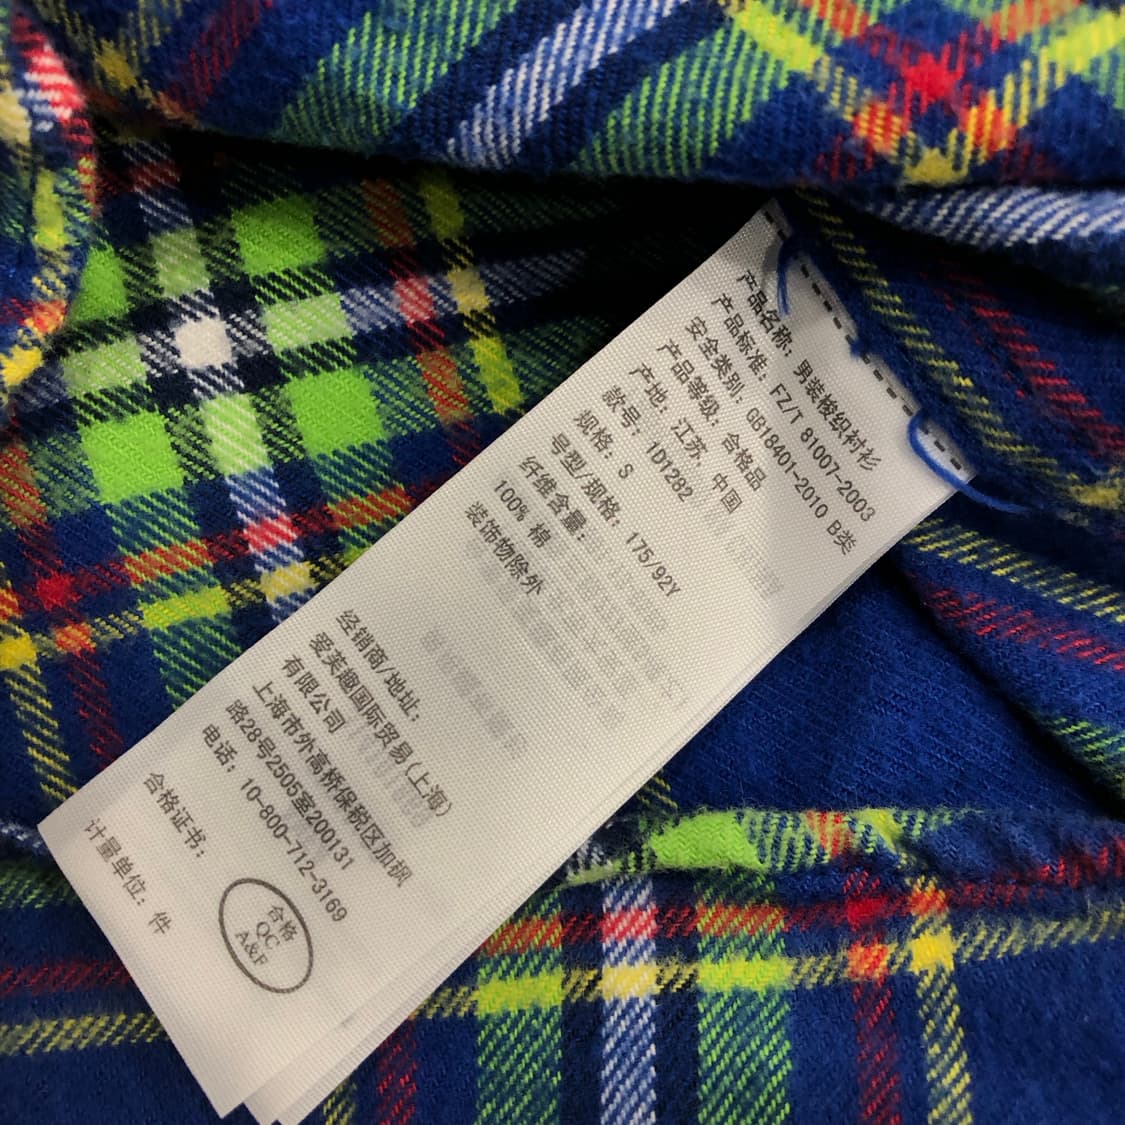 产品名称：男装梭织衬衫
产品标准：FZ/T 81007-2003
安全类别：GB18401-2010 B类
产品等级：合格品
产地：江苏、中国
款号：1D1282
规格：S
号型/规格：175/92Y
纤维含量：
100% 棉
装饰物除外
经销商/地址：
爱芙趣国际贸易(上海)
有限公司
上海市外高桥保税区加枫
路28号2505室200131
电话：10-800-712-3169
合格证书：
合格
QC
A&F
计量单位：件